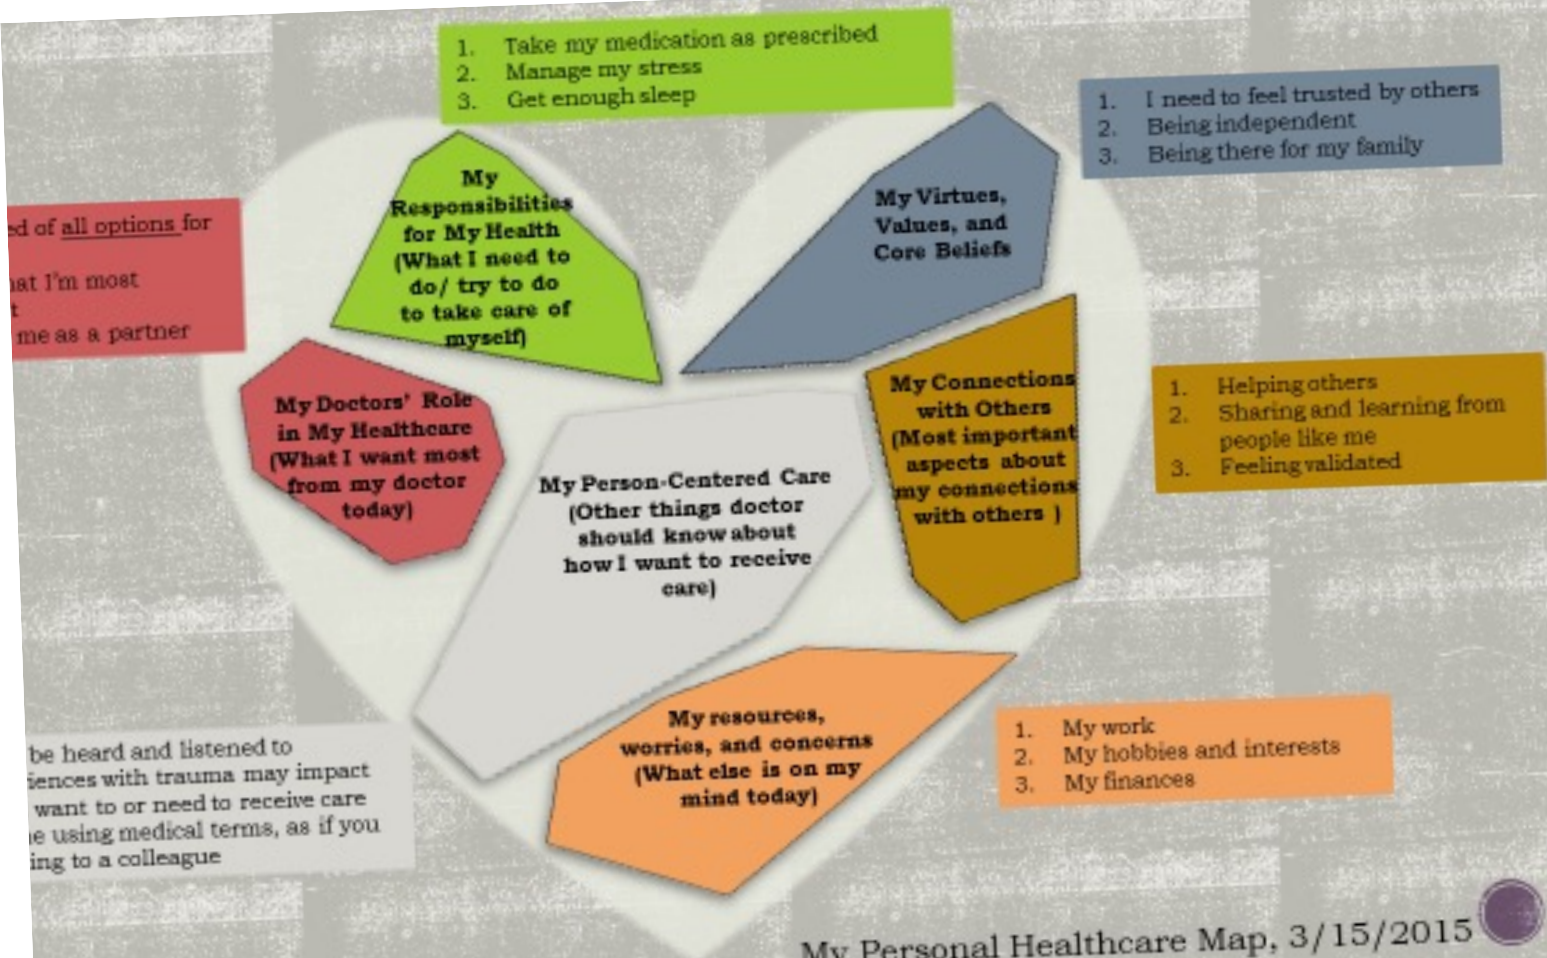 1. Take my medication as prescribed
2. Manage my stress
3. Get enough sleep
1. I need to feel trusted by others
2. Being independent
3. Being there for my family
all options for
I'm most
me as a partner
My
Responsibilities
for My Health
(What I need to
do/ try to do
to take care of
myself)
My Virtues,
Values, and
Core Beliefs
My Doctors' Role
in My Healthcare
(What I want most
from my doctor
today)
My Connections
with Others
(Most important
aspects about
my connections
with others )
1. Helping others
2. Sharing and learning from
people like me
3. Feeling validated
My Person-Centered Care
(Other things doctor
should know about
how I want to receive
care)
My resources,
worries, and concerns
(What else is on my
mind today)
1. My work
2. My hobbies and interests
3. My finances
be heard and listened to
with trauma may impact
want to or need to receive care
using medical terms, as if you
to a colleague
My Personal Healthcare Map, 3/15/2015